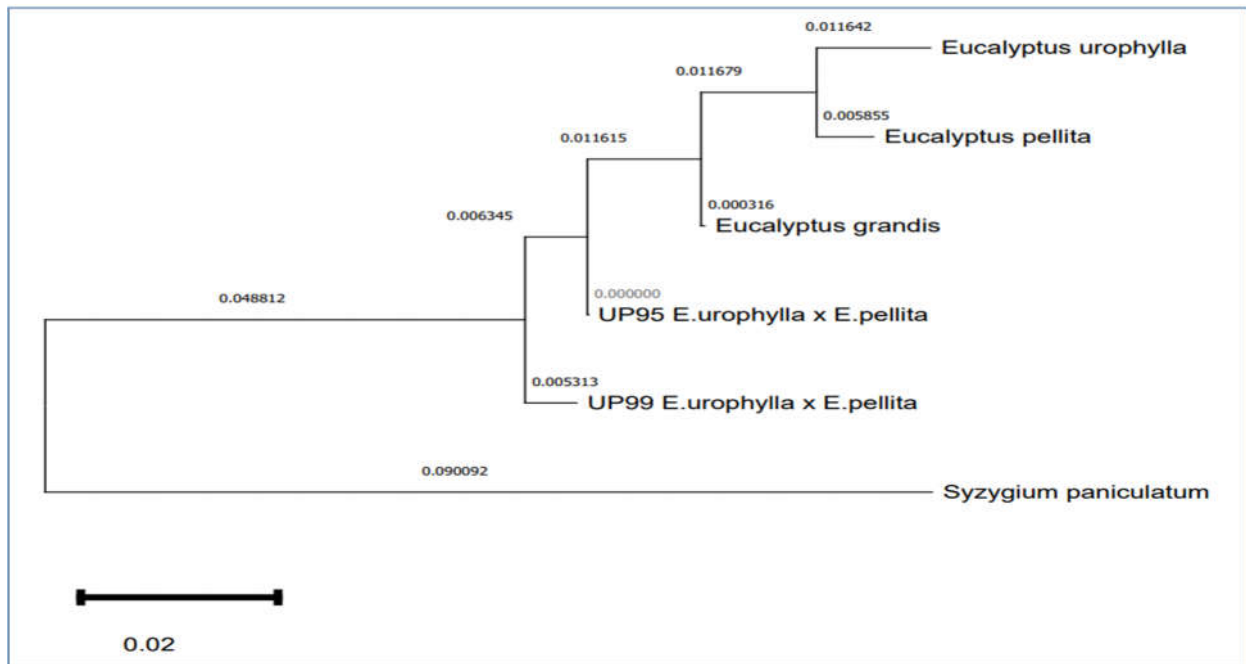 0.011642
Eucalyptus urophylla
0.011679
0.005855
Eucalyptus pellita
0.011615
0.000316
Eucalyptus grandis
0.006345
0.000000
UP95 E.urophylla x E.pellita
0.048812
0.005313
UP99 E.urophylla x E.pellita
0.090092
Syzygium paniculatum
0.02